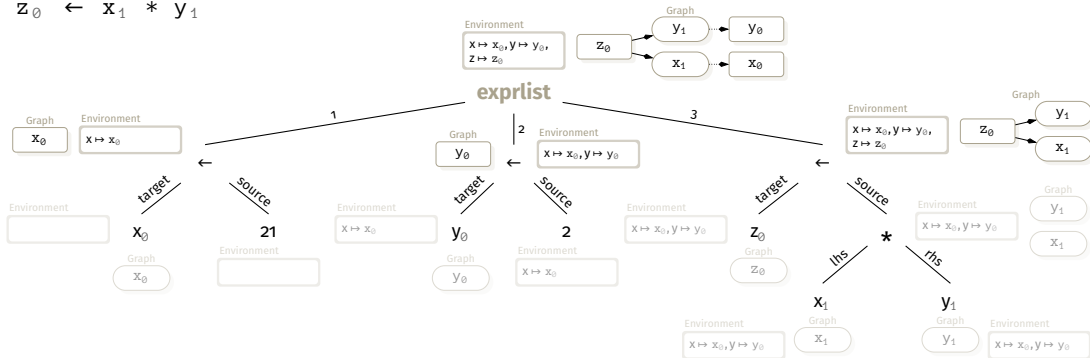 z₀ ← x₁ * y₁
Environment
x ↦ x₀, y ↦ y₀,
z ↦ z₀
Graph
z₀
y₁
y₀
x₁
x₀
exprlist
1
2
3
Graph
x₀
Environment
x ↦ x₀
←
y₀
Graph
←
Environment
x ↦ x₀, y ↦ y₀
←
Environment
x ↦ x₀, y ↦ y₀,
z ↦ z₀
Graph
z₀
y₁
x₁
target
source
target
source
target
source
Environment
x₀
Graph
x₀
21
Environment
Environment
x ↦ x₀
y₀
Graph
y₀
2
Environment
x ↦ x₀
Environment
x ↦ x₀, y ↦ y₀
z₀
Graph
z₀
*
Environment
x ↦ x₀, y ↦ y₀
Graph
y₁
x₁
lhs
rhs
x₁
Environment
x ↦ x₀, y ↦ y₀
Graph
x₁
y₁
Graph
y₁
Environment
x ↦ x₀, y ↦ y₀